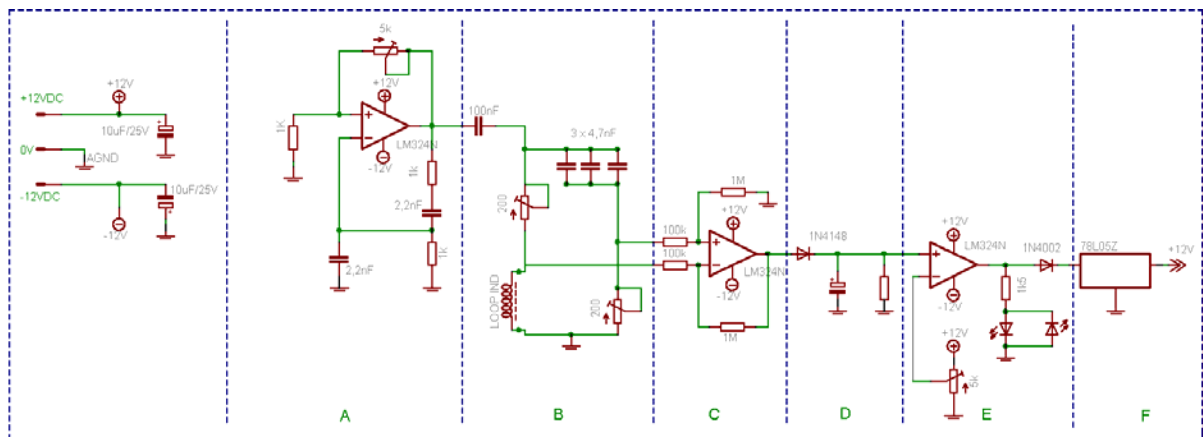 +12VDC
+12V
10uF/25V
0V
AGND
-12VDC
10uF/25V
-12V
5k
+12V
1K
LM324N
-12V
1k
2,2nF
2,2nF
1k
A
100nF
3 x 4,7nF
200
LOOP IND
200
B
1M
100k
+12V
100k
LM324N
-12V
1M
C
1N4148
D
+12V
LM324N
-12V
1N4002
1k5
+12V
5k
E
78L05Z
+12V
F